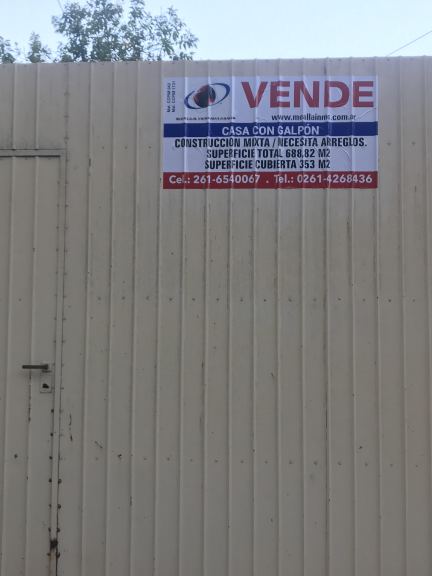 VENDE
www.mcellainms.com.ar
CASA CON GALPÓN
CONSTRUCCIÓN MIXTA / NECESITA ARREGLOS.
SUPERFICIE TOTAL 688,82 M2
SUPERFICIE CUBIERTA 353 M2
Cel.: 261-6540067 . Tel.: 0261-4268436